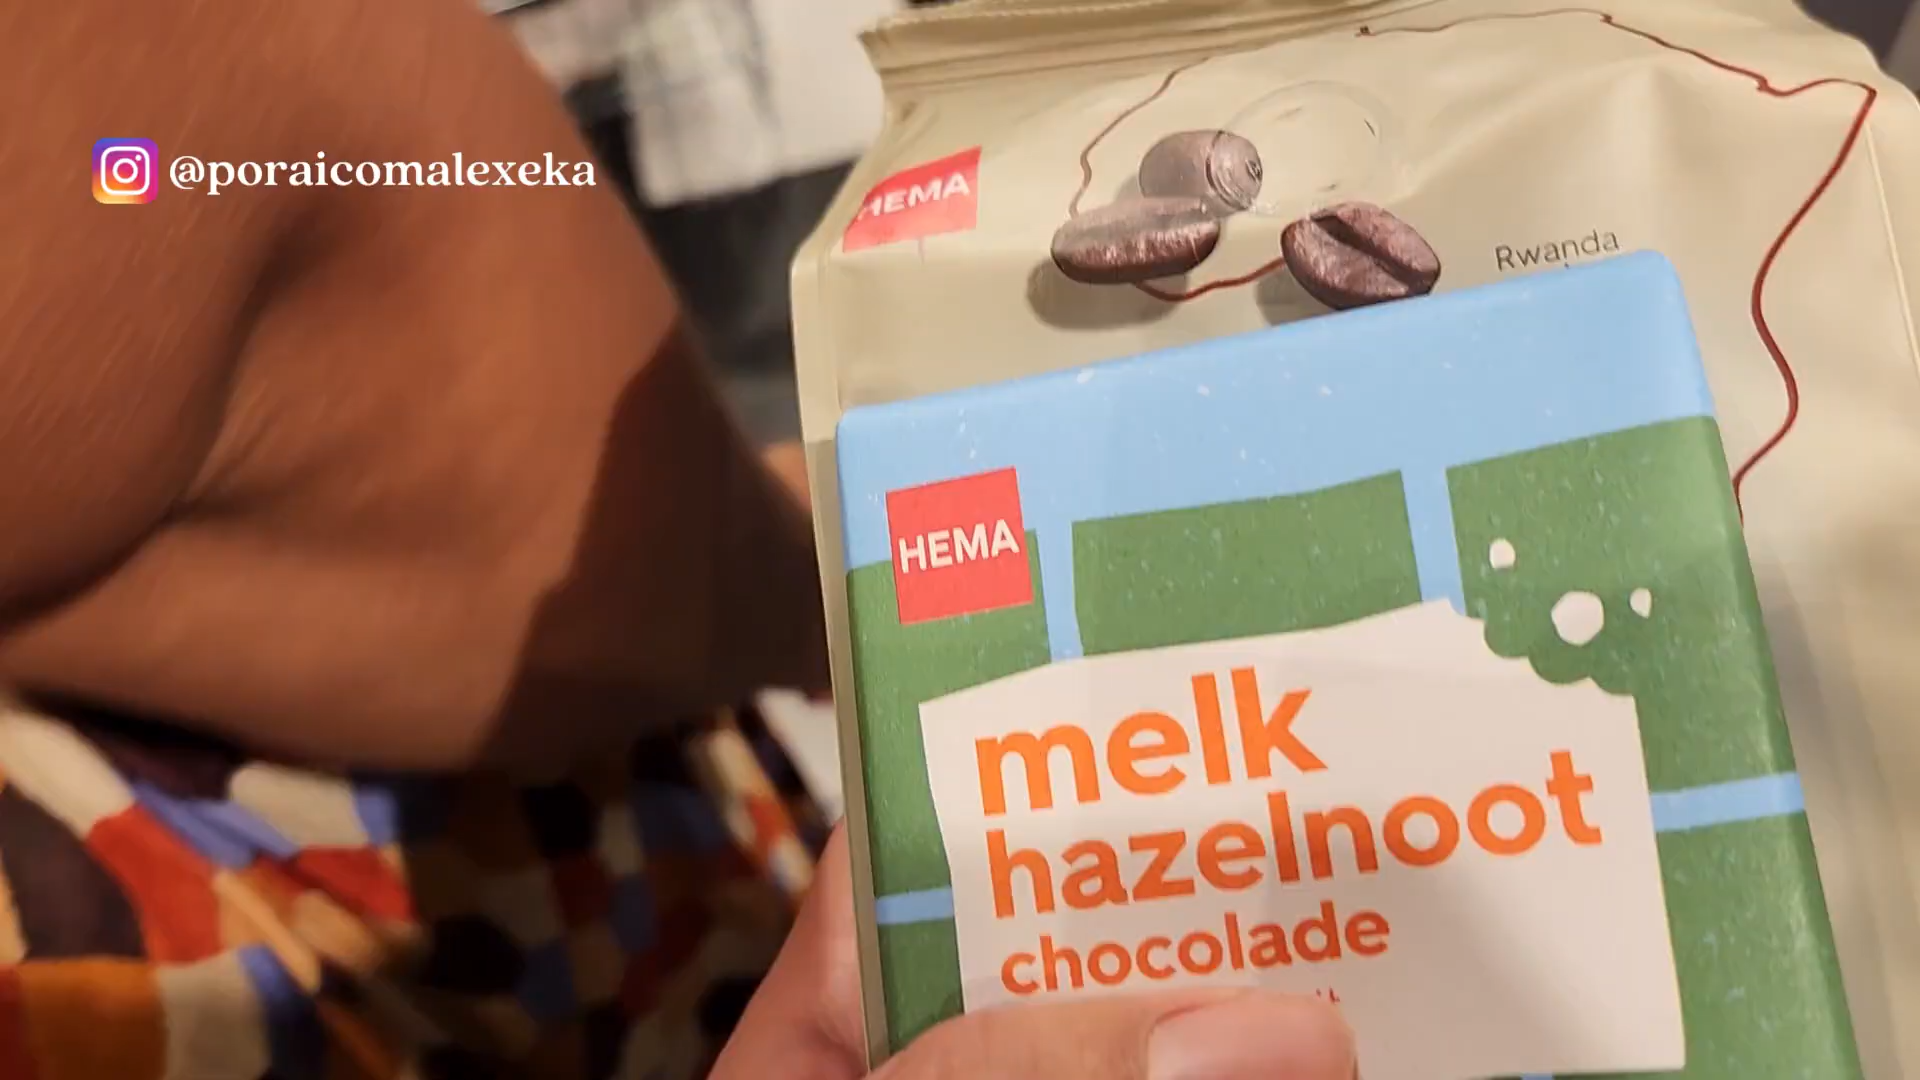 @poraicomalexeka
HEMA
Rwanda
HEMA
melk
hazelnoot
chocolade